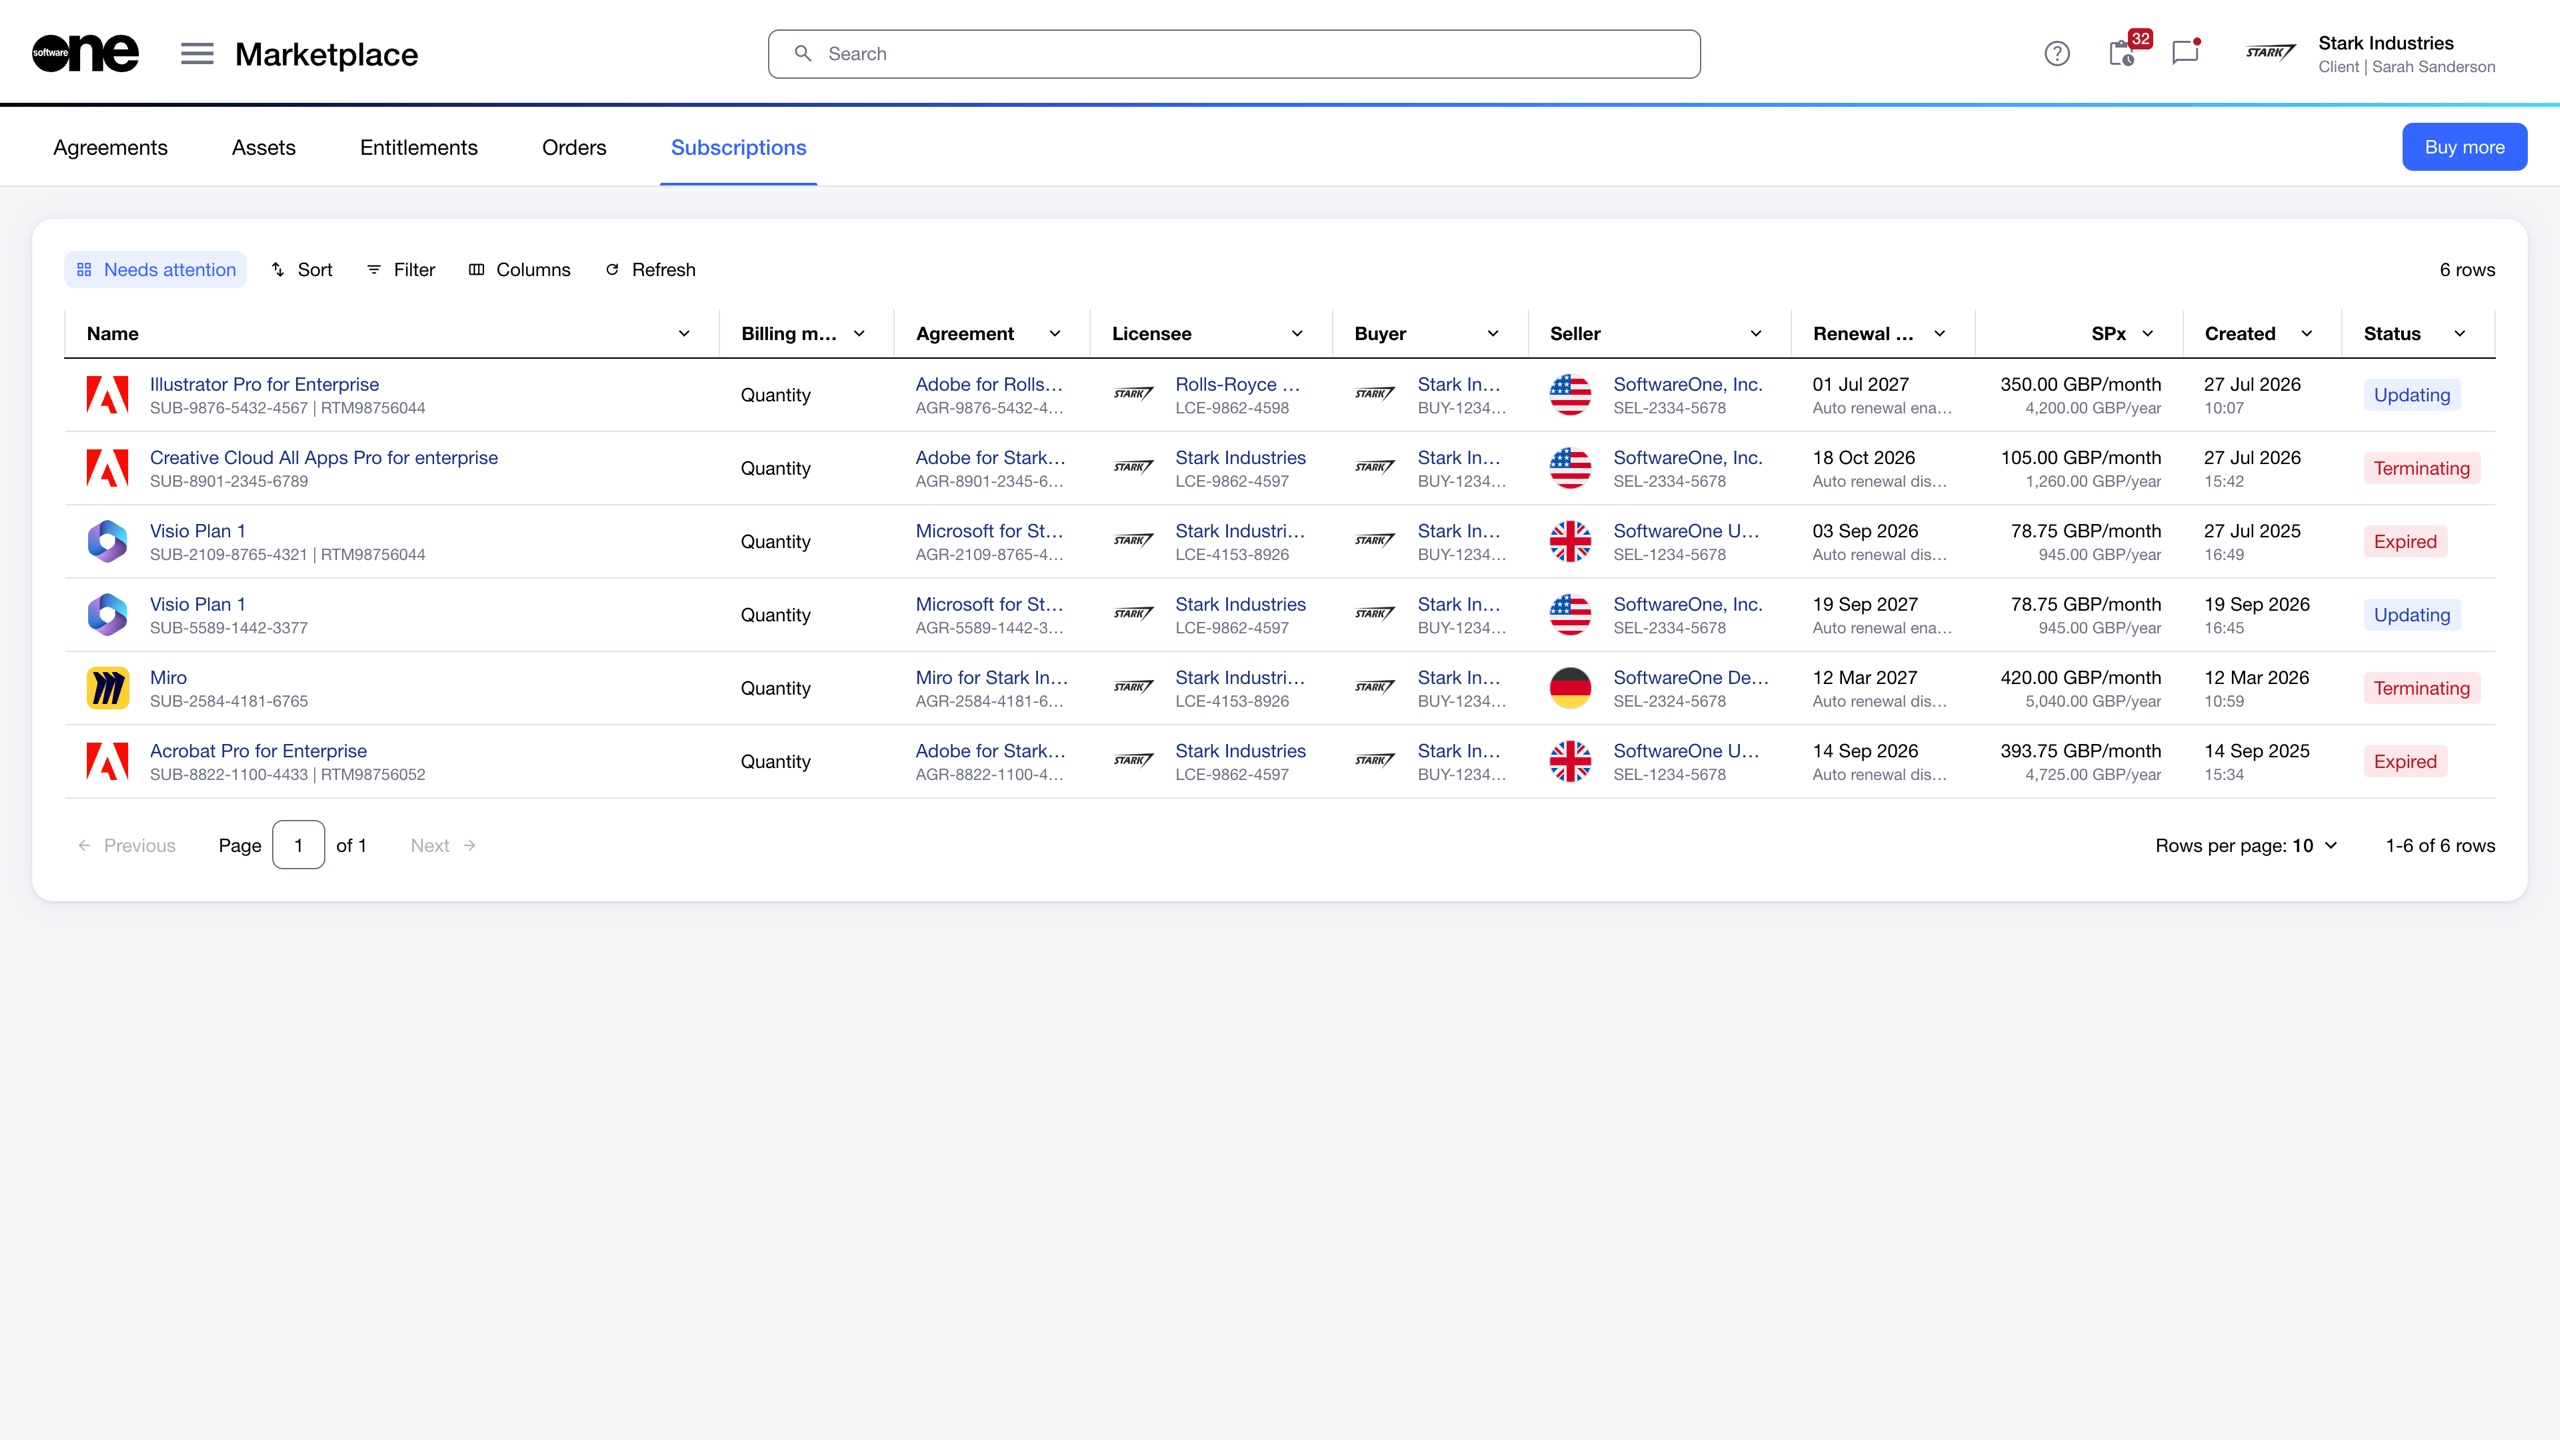 software one
Marketplace
Search
32
STARK
Stark Industries
Client | Sarah Sanderson
Agreements
Assets
Entitlements
Orders
Subscriptions
Buy more
Needs attention
Sort
Filter
Columns
Refresh
6 rows
Name
Billing m...
Agreement
Licensee
Buyer
Seller
Renewal ...
SPx
Created
Status
Illustrator Pro for Enterprise
SUB-9876-5432-4567 | RTM98756044
Quantity
Adobe for Rolls...
AGR-9876-5432-4...
STARK
Rolls-Royce ...
LCE-9862-4598
STARK
Stark In...
BUY-1234...
SoftwareOne, Inc.
SEL-2334-5678
01 Jul 2027
Auto renewal ena...
350.00 GBP/month
4,200.00 GBP/year
27 Jul 2026
10:07
Updating
Creative Cloud All Apps Pro for enterprise
SUB-8901-2345-6789
Quantity
Adobe for Stark...
AGR-8901-2345-6...
STARK
Stark Industries
LCE-9862-4597
STARK
Stark In...
BUY-1234...
SoftwareOne, Inc.
SEL-2334-5678
18 Oct 2026
Auto renewal dis...
105.00 GBP/month
1,260.00 GBP/year
27 Jul 2026
15:42
Terminating
Visio Plan 1
SUB-2109-8765-4321 | RTM98756044
Quantity
Microsoft for St...
AGR-2109-8765-4...
STARK
Stark Industri...
LCE-4153-8926
STARK
Stark In...
BUY-1234...
SoftwareOne U...
SEL-1234-5678
03 Sep 2026
Auto renewal dis...
78.75 GBP/month
945.00 GBP/year
27 Jul 2025
16:49
Expired
Visio Plan 1
SUB-5589-1442-3377
Quantity
Microsoft for St...
AGR-5589-1442-3...
STARK
Stark Industries
LCE-9862-4597
STARK
Stark In...
BUY-1234...
SoftwareOne, Inc.
SEL-2334-5678
19 Sep 2027
Auto renewal ena...
78.75 GBP/month
945.00 GBP/year
19 Sep 2026
16:45
Updating
Miro
SUB-2584-4181-6765
Quantity
Miro for Stark In...
AGR-2584-4181-6...
STARK
Stark Industri...
LCE-4153-8926
STARK
Stark In...
BUY-1234...
SoftwareOne De...
SEL-2324-5678
12 Mar 2027
Auto renewal dis...
420.00 GBP/month
5,040.00 GBP/year
12 Mar 2026
10:59
Terminating
Acrobat Pro for Enterprise
SUB-8822-1100-4433 | RTM98756052
Quantity
Adobe for Stark...
AGR-8822-1100-4...
STARK
Stark Industries
LCE-9862-4597
STARK
Stark In...
BUY-1234...
SoftwareOne U...
SEL-1234-5678
14 Sep 2026
Auto renewal dis...
393.75 GBP/month
4,725.00 GBP/year
14 Sep 2025
15:34
Expired
Previous
Page 1 of 1
Next
Rows per page: 10
1-6 of 6 rows